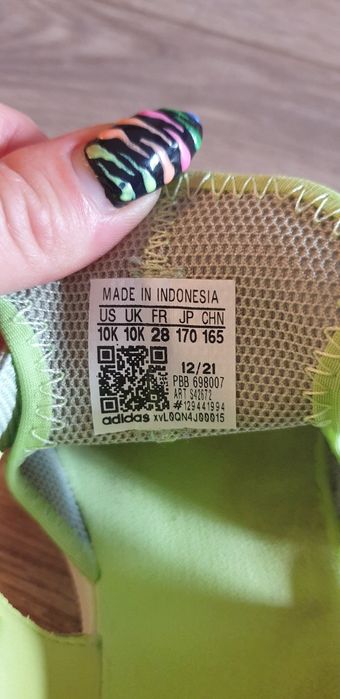 MADE IN INDONESIA
US UK FR JP CHN
10K 10K 28 170 165
12/21
PBB 698007
ART S42672
#129441994
adidas xvL0QN4J00015